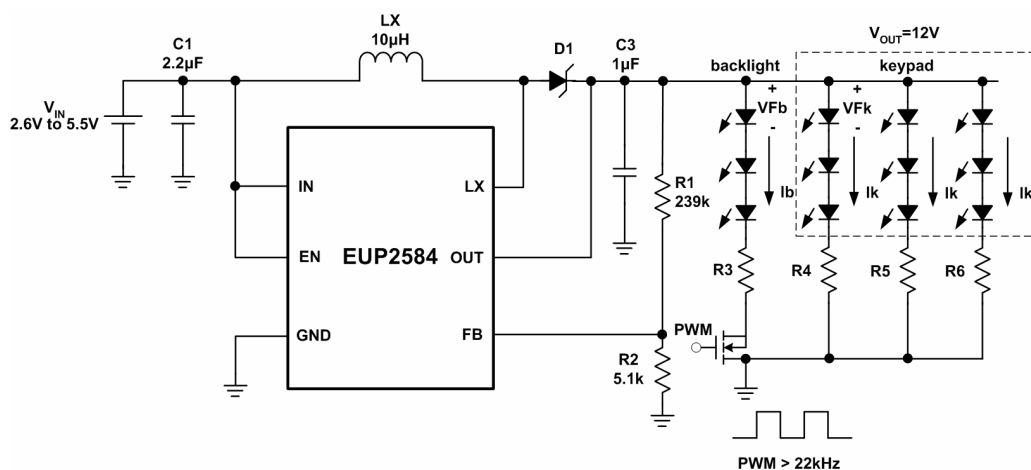 LX
10µH
C1
2.2µF
D1
C3
1µF
V_OUT=12V
backlight
keypad
V_IN
2.6V to 5.5V
+
VFb
-
+
VFk
-
IN
LX
R1
239k
Ib
Ik
Ik
Ik
EN
EUP2584
OUT
R3
R4
R5
R6
GND
FB
PWM
R2
5.1k
PWM > 22kHz